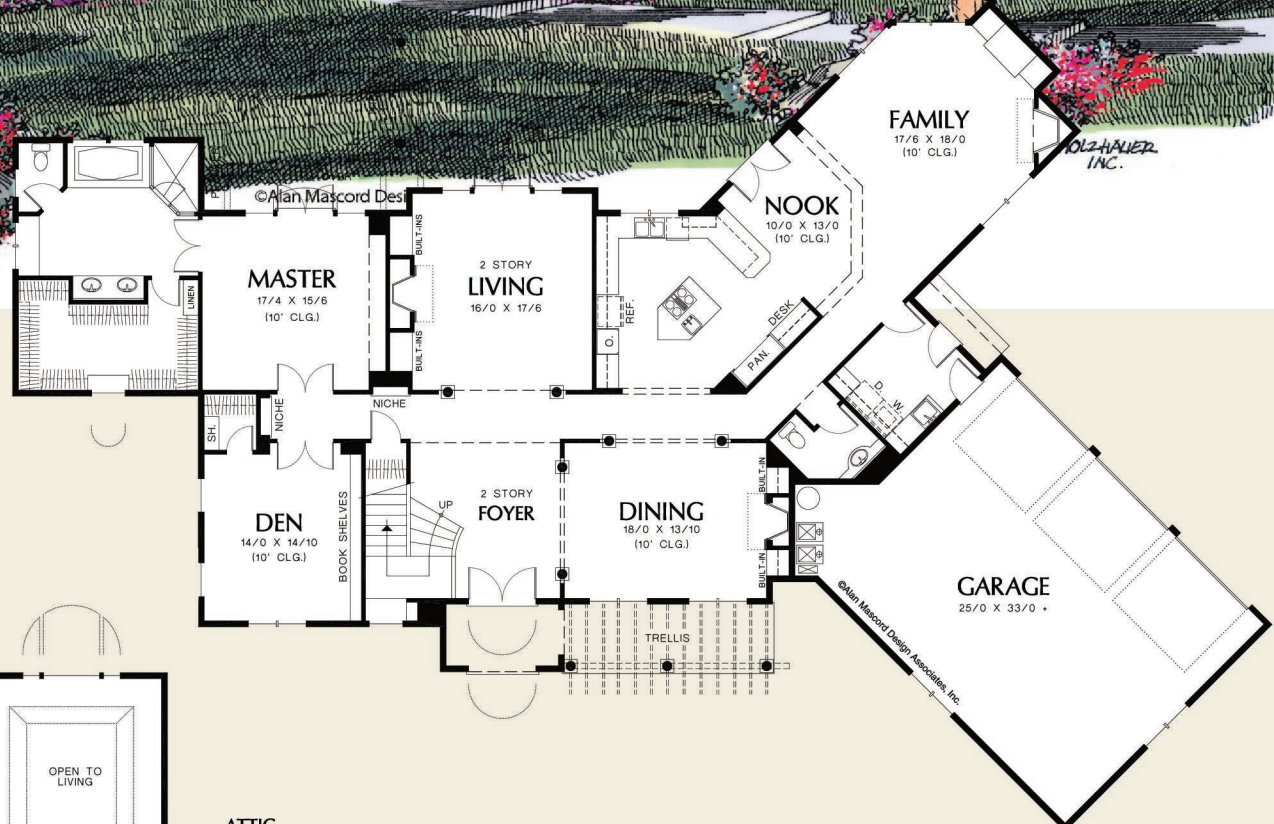 FAMILY
17/6 X 18/0
(10' CLG.)
INC.
©Alan Mascord Desi
NOOK
10/0 X 13/0
(10' CLG.)
BUILT-INS
2 STORY
LIVING
16/0 X 17/6
MASTER
17/4 X 15/6
(10' CLG.)
LINEN
REF.
DESK
PAN.
BUILT-INS
D.
W.
NICHE
NICHE
SH.
BUILT-IN
UP
2 STORY
FOYER
DINING
18/0 X 13/10
(10' CLG.)
DEN
14/0 X 14/10
(10' CLG.)
BOOK SHELVES
BUILT-IN
GARAGE
25/0 X 33/0 +
©Alan Mascord Design Associates, Inc.
TRELLIS
OPEN TO
LIVING
ATTIC